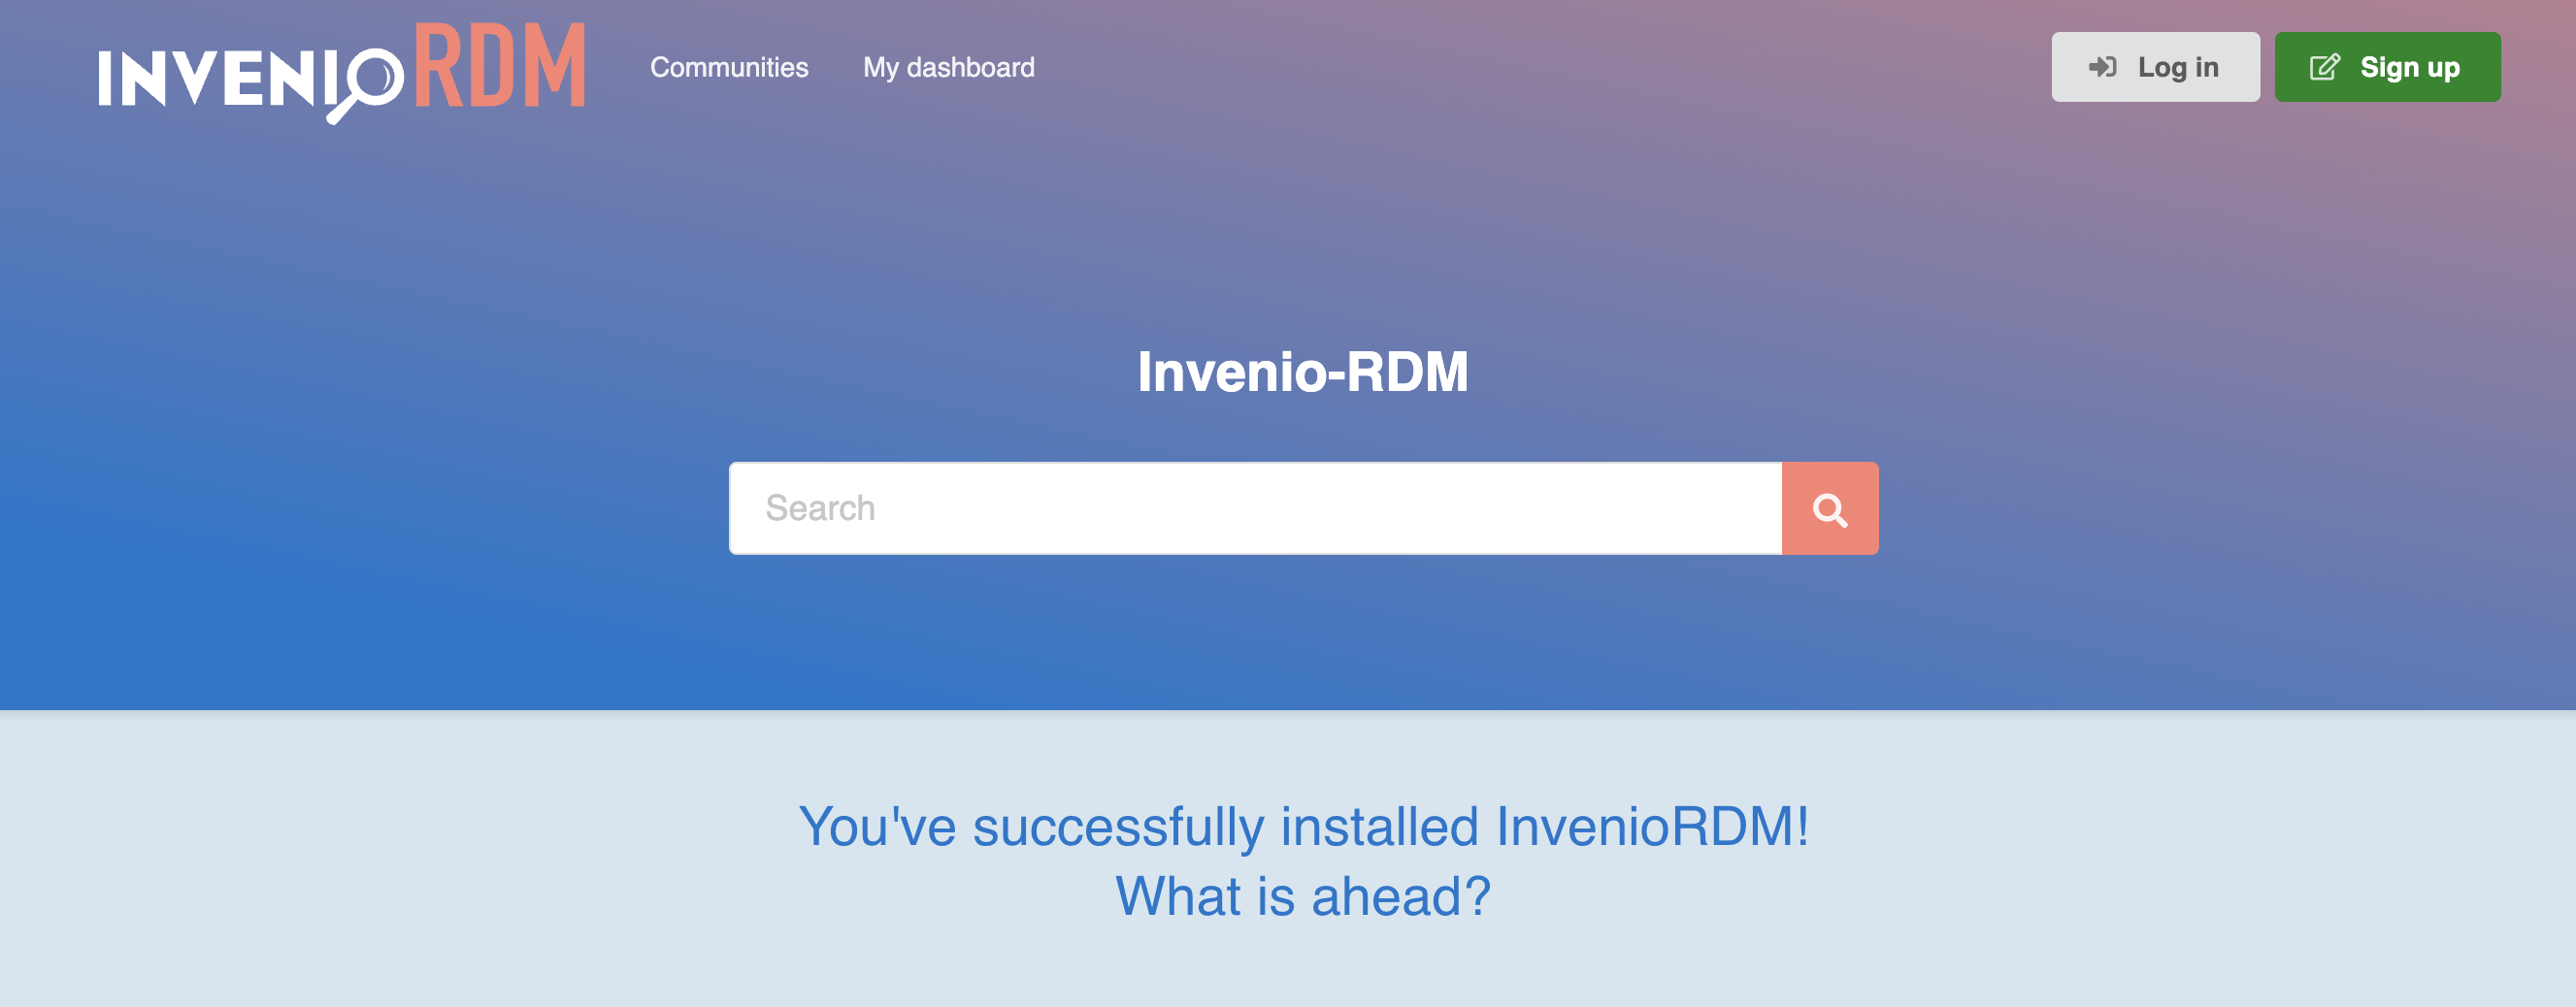 INVENIO RDM
Communities
My dashboard
Log in
Sign up
Invenio-RDM
Search
You've successfully installed InvenioRDM!
What is ahead?